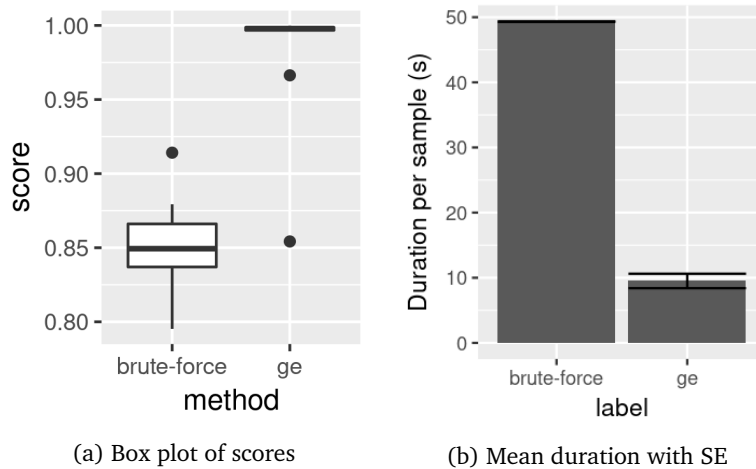 score
1.00
0.95
0.90
0.85
0.80
brute-force ge
method
(a) Box plot of scores
Duration per sample (s)
50
40
30
20
10
0
brute-force ge
label
(b) Mean duration with SE